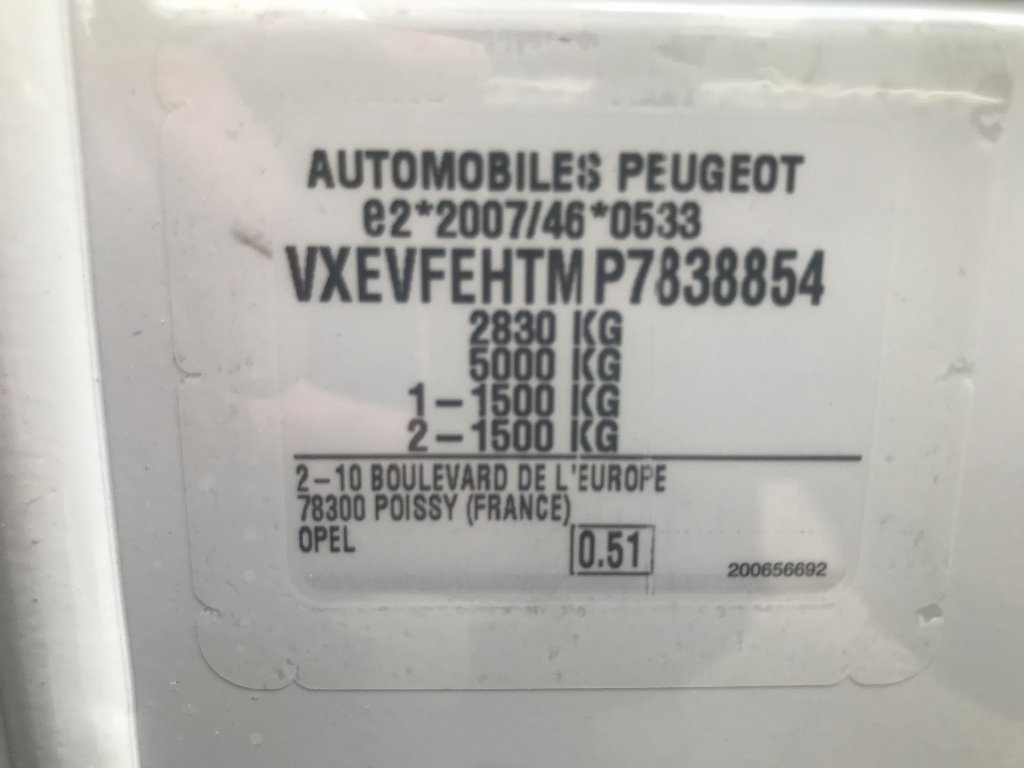 AUTOMOBILES PEUGEOT
e2*2007/46*0533
VXEVFEHTMP7838854
2830 KG
5000 KG
1-1500 KG
2-1500 KG
2-10 BOULEVARD DE L'EUROPE
78300 POISSY (FRANCE)
OPEL
0.51
200656692